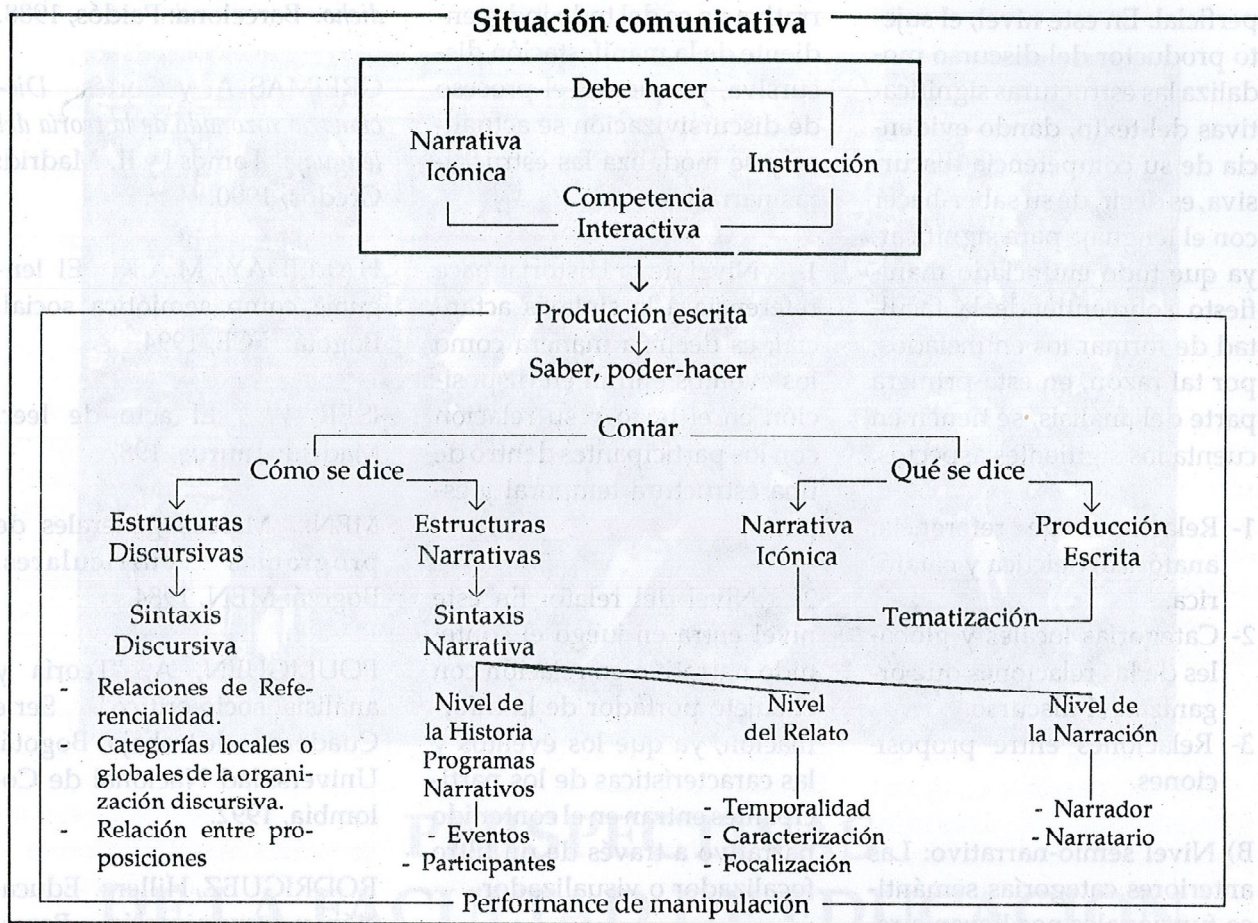 Situación comunicativa
Debe hacer
Narrativa
Icónica
Instrucción
Competencia
Interactiva
Producción escrita
Saber, poder-hacer
Contar
Cómo se dice
Qué se dice
Estructuras
Discursivas
Estructuras
Narrativas
Narrativa
Icónica
Producción
Escrita
Sintaxis
Discursiva
Sintaxis
Narrativa
Tematización
- Relaciones de Refe-
rencialidad.
- Categorías locales o
globales de la organi-
zación discursiva.
- Relación entre pro-
posiciones
Nivel de
la Historia
Programas
Narrativos
- Eventos
- Participantes
Nivel
del Relato
- Temporalidad
- Caracterización
- Focalización
Nivel de
la Narración
- Narrador
- Narratario
Performance de manipulación